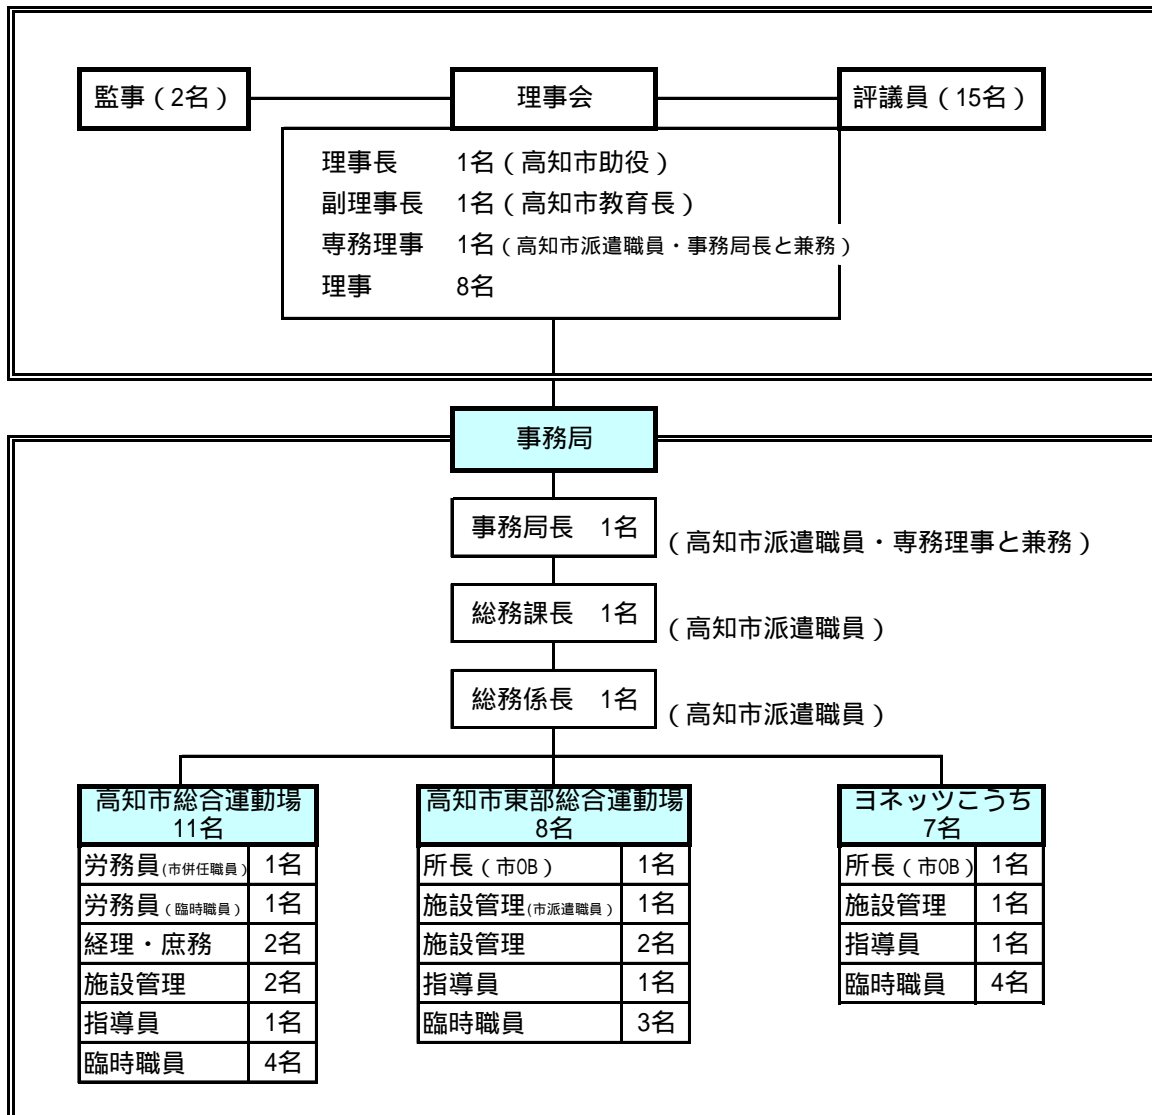 監事（2名）
理事会
評議員（15名）
理事長 1名（高知市助役）
副理事長 1名（高知市教育長）
専務理事 1名（高知市派遣職員・事務局長と兼務）
理事 8名
事務局
事務局長 1名
（高知市派遣職員・専務理事と兼務）
総務課長 1名
（高知市派遣職員）
総務係長 1名
（高知市派遣職員）
高知市総合運動場
11名
労務員(市併任職員) 1名
労務員（臨時職員） 1名
経理・庶務 2名
施設管理 2名
指導員 1名
臨時職員 4名
高知市東部総合運動場
8名
所長（市OB） 1名
施設管理(市派遣職員) 1名
施設管理 2名
指導員 1名
臨時職員 3名
ヨネッツこうち
7名
所長（市OB） 1名
施設管理 1名
指導員 1名
臨時職員 4名